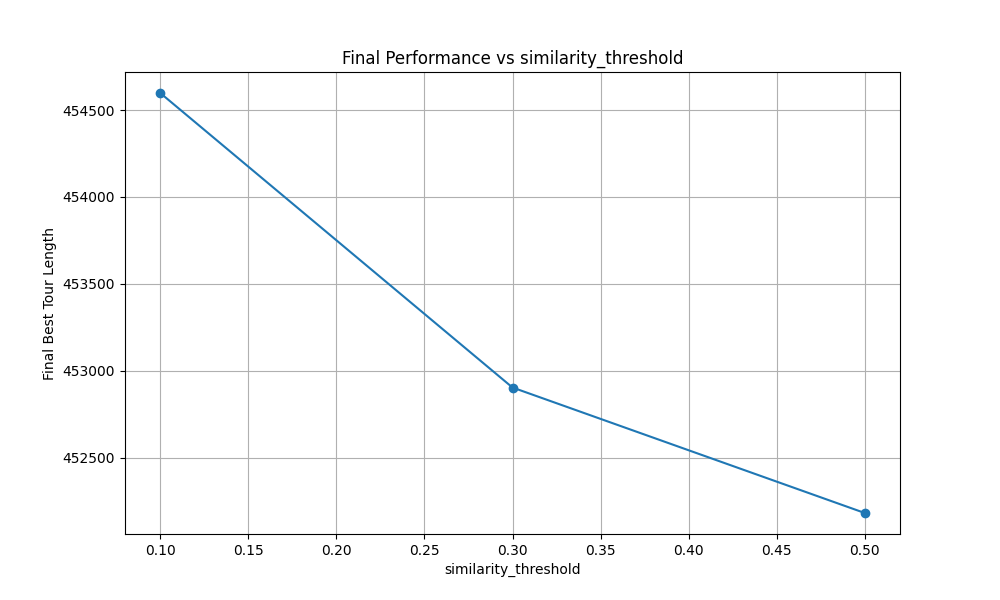 Final Performance vs similarity_threshold
Final Best Tour Length
454500
454000
453500
453000
452500
0.10 0.15 0.20 0.25 0.30 0.35 0.40 0.45 0.50
similarity_threshold